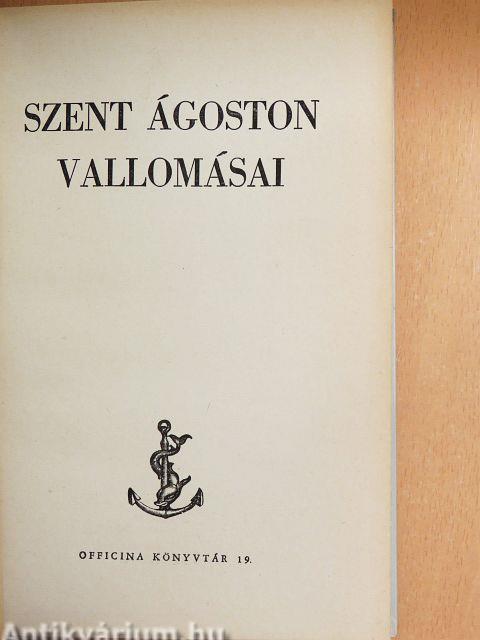 SZENT ÁGOSTON
VALLOMÁSAI
OFFICINA KÖNYVTÁR 19.
Antikvárium.hu